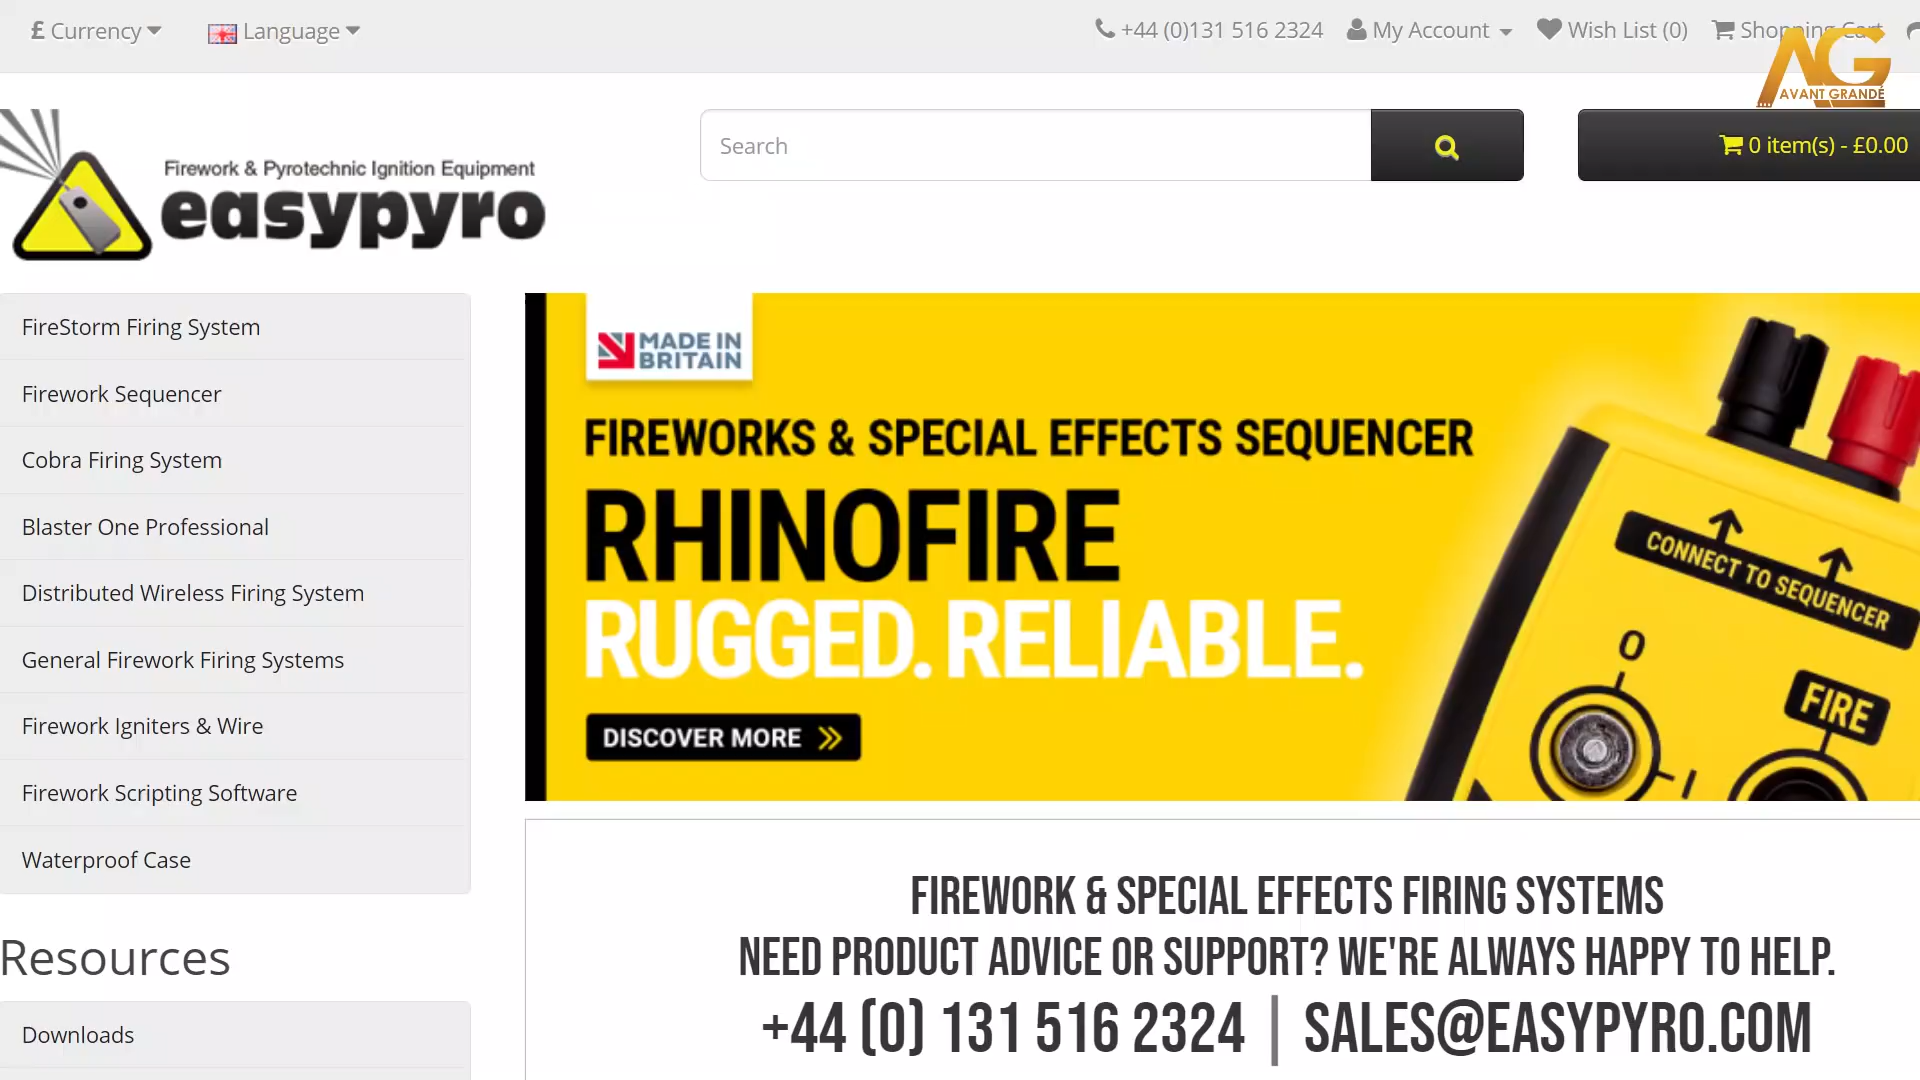 £ Currency
Language
+44 (0)131 516 2324
My Account
Wish List (0)
Shopping Cart
AG
AVANT GRANDÉ
Firework & Pyrotechnic Ignition Equipment
easypyro
Search
0 item(s) - £0.00
FireStorm Firing System
Firework Sequencer
Cobra Firing System
Blaster One Professional
Distributed Wireless Firing System
General Firework Firing Systems
Firework Igniters & Wire
Firework Scripting Software
Waterproof Case
Resources
Downloads
MADE IN
BRITAIN
FIREWORKS & SPECIAL EFFECTS SEQUENCER
RHINOFIRE
RUGGED. RELIABLE.
DISCOVER MORE
CONNECT TO SEQUENCER
O
FIRE
I
FIREWORK & SPECIAL EFFECTS FIRING SYSTEMS
NEED PRODUCT ADVICE OR SUPPORT? WE'RE ALWAYS HAPPY TO HELP.
+44 (0) 131 516 2324 | SALES@EASYPYRO.COM